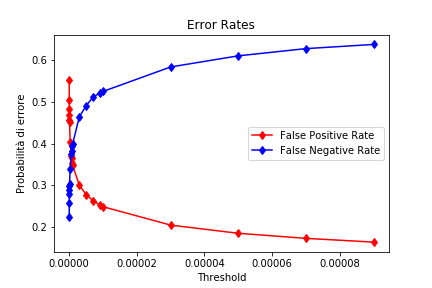 Error Rates
Probabilità di errore
0.6
0.5
0.4
0.3
0.2
False Positive Rate
False Negative Rate
0.00000 0.00002 0.00004 0.00006 0.00008
Threshold